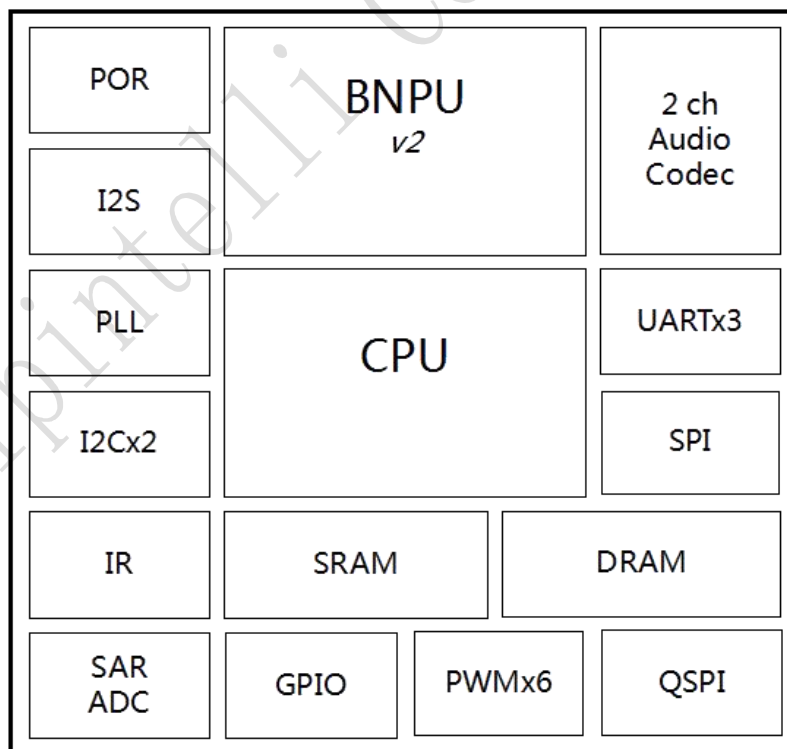 POR
BNPU
v2
2 ch
Audio
Codec
I2S
PLL
CPU
UARTx3
I2Cx2
SPI
IR
SRAM
DRAM
SAR
ADC
GPIO
PWMx6
QSPI